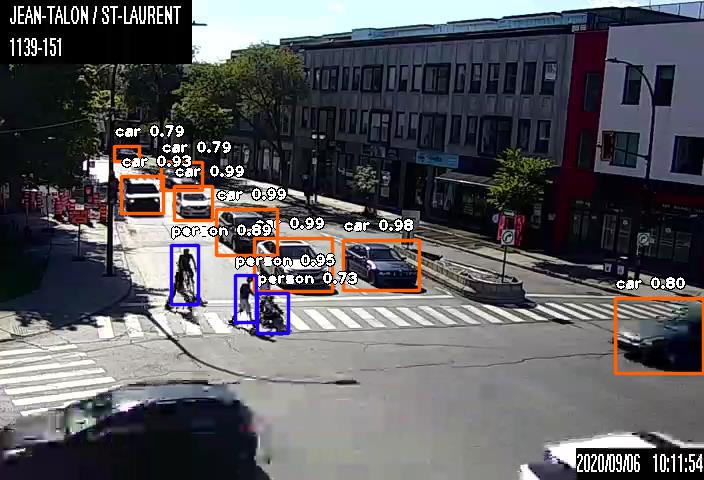 JEAN-TALON / ST-LAURENT
1139-151
car 0.79
car 0.79
car 0.93
car 0.99
car 0.99
car 0.99
car 0.98
person 0.89
person 0.95
person 0.73
car 0.80
2020/09/06 10:11:54